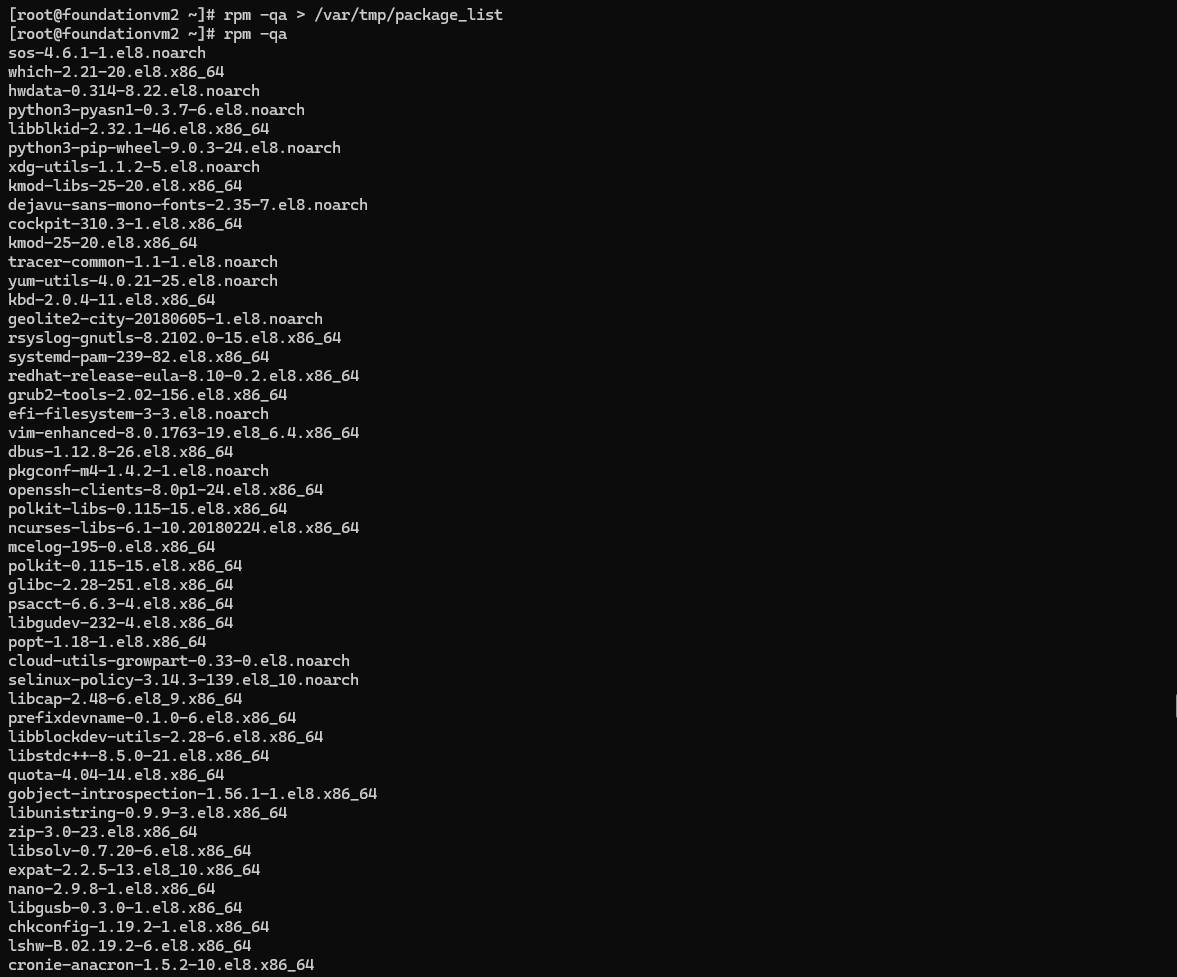 [root@foundationvm2 ~]# rpm -qa > /var/tmp/package_list
[root@foundationvm2 ~]# rpm -qa
sos-4.6.1-1.el8.noarch
which-2.21-20.el8.x86_64
hwdata-0.314-8.22.el8.noarch
python3-pyasn1-0.3.7-6.el8.noarch
libblkid-2.32.1-46.el8.x86_64
python3-pip-wheel-9.0.3-24.el8.noarch
xdg-utils-1.1.2-5.el8.noarch
kmod-libs-25-20.el8.x86_64
dejavu-sans-mono-fonts-2.35-7.el8.noarch
cockpit-310.3-1.el8.x86_64
kmod-25-20.el8.x86_64
tracer-common-1.1-1.el8.noarch
yum-utils-4.0.21-25.el8.noarch
kbd-2.0.4-11.el8.x86_64
geolite2-city-20180605-1.el8.noarch
rsyslog-gnutls-8.2102.0-15.el8.x86_64
systemd-pam-239-82.el8.x86_64
redhat-release-eula-8.10-0.2.el8.x86_64
grub2-tools-2.02-156.el8.x86_64
efi-filesystem-3-3.el8.noarch
vim-enhanced-8.0.1763-19.el8_6.4.x86_64
dbus-1.12.8-26.el8.x86_64
pkgconf-m4-1.4.2-1.el8.noarch
openssh-clients-8.0p1-24.el8.x86_64
polkit-libs-0.115-15.el8.x86_64
ncurses-libs-6.1-10.20180224.el8.x86_64
mcelog-195-0.el8.x86_64
polkit-0.115-15.el8.x86_64
glibc-2.28-251.el8.x86_64
psacct-6.6.3-4.el8.x86_64
libgudev-232-4.el8.x86_64
popt-1.18-1.el8.x86_64
cloud-utils-growpart-0.33-0.el8.noarch
selinux-policy-3.14.3-139.el8_10.noarch
libcap-2.48-6.el8_9.x86_64
prefixdevname-0.1.0-6.el8.x86_64
libblockdev-utils-2.28-6.el8.x86_64
libstdc++-8.5.0-21.el8.x86_64
quota-4.04-14.el8.x86_64
gobject-introspection-1.56.1-1.el8.x86_64
libunistring-0.9.9-3.el8.x86_64
zip-3.0-23.el8.x86_64
libsolv-0.7.20-6.el8.x86_64
expat-2.2.5-13.el8_10.x86_64
nano-2.9.8-1.el8.x86_64
libgusb-0.3.0-1.el8.x86_64
chkconfig-1.19.2-1.el8.x86_64
lshw-B.02.19.2-6.el8.x86_64
cronie-anacron-1.5.2-10.el8.x86_64